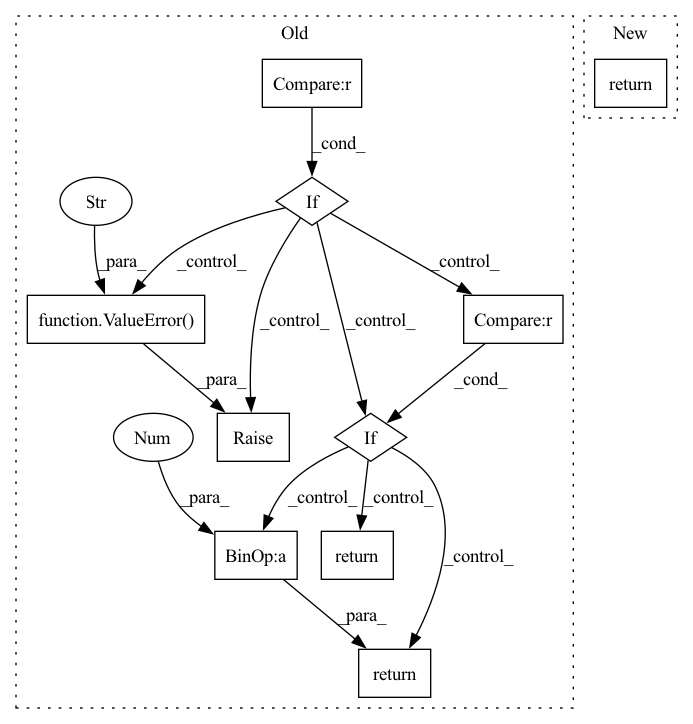 Old
New
Compare:r
return
_cond_
Str
If
_para_
_control_
_control_
_control_
_control_
function.ValueError()
Compare:r
_para_
_cond_
Num
Raise
If
_para_
_control_
_control_
_control_
BinOp:a
return
_para_
return